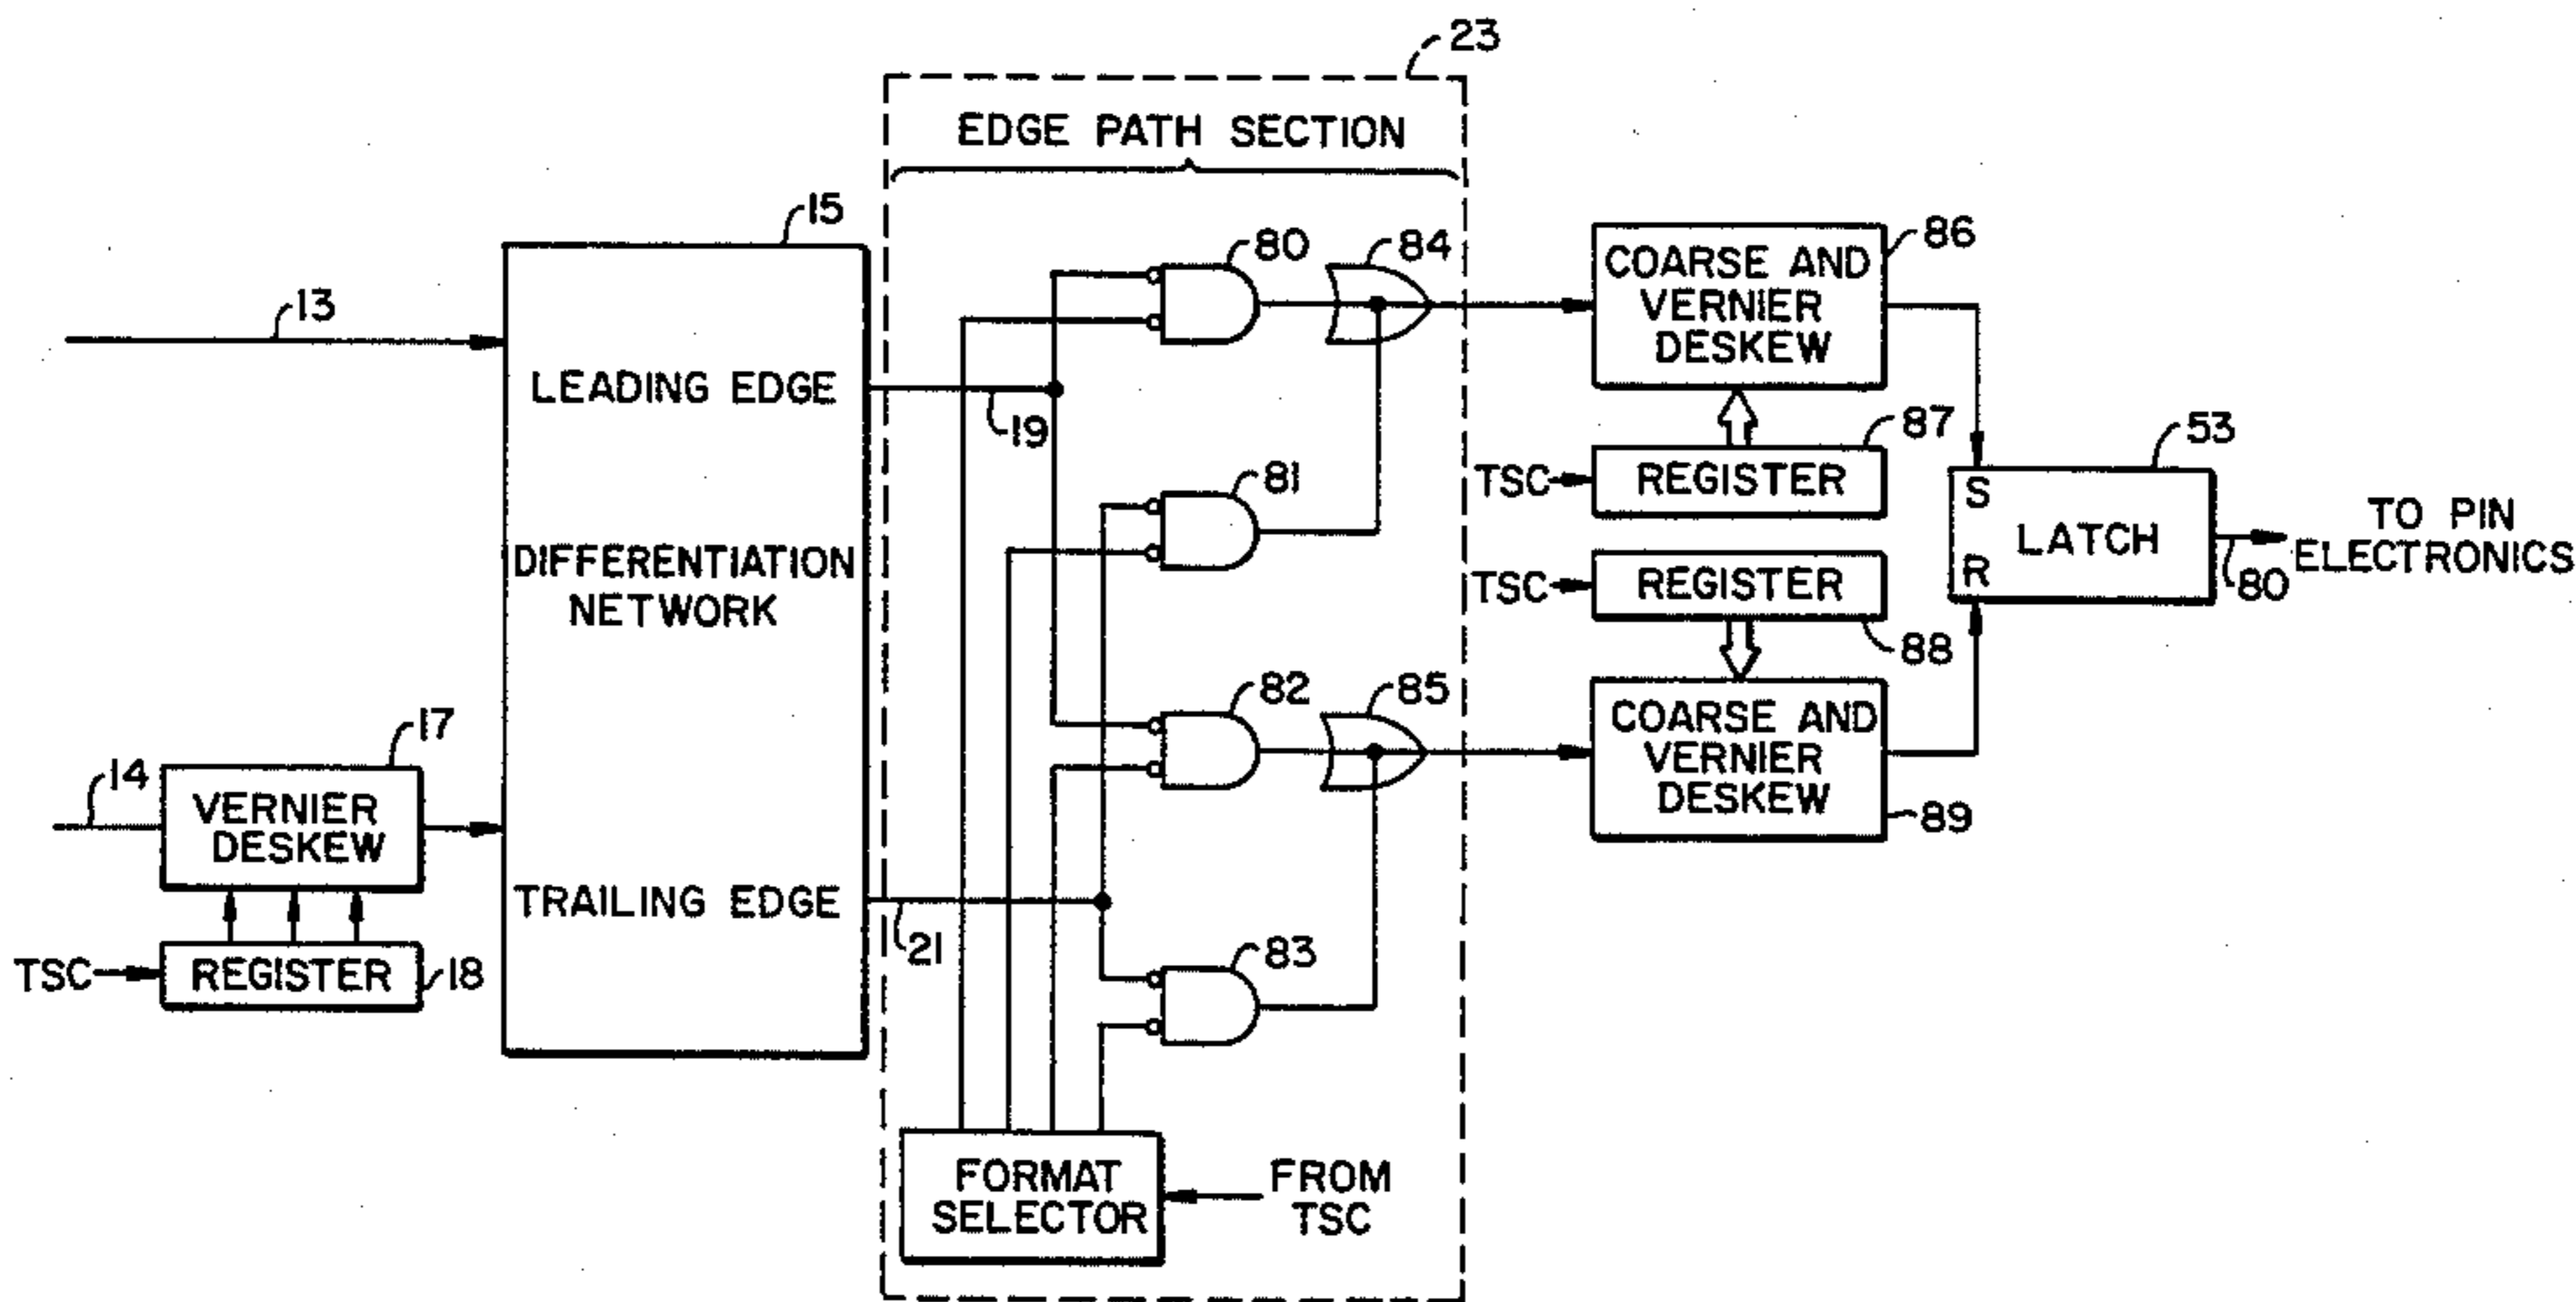 23
EDGE PATH SECTION
15
13
LEADING EDGE
19
80
84
COARSE AND
VERNIER
DESKEW
86
81
TSC
REGISTER
87
53
S
LATCH
R
TO PIN
ELECTRONICS
80
DIFFERENTIATION
NETWORK
TSC
REGISTER
88
82
85
COARSE AND
VERNIER
DESKEW
89
17
14
VERNIER
DESKEW
TRAILING EDGE
21
83
TSC
REGISTER
18
FORMAT
SELECTOR
FROM
TSC